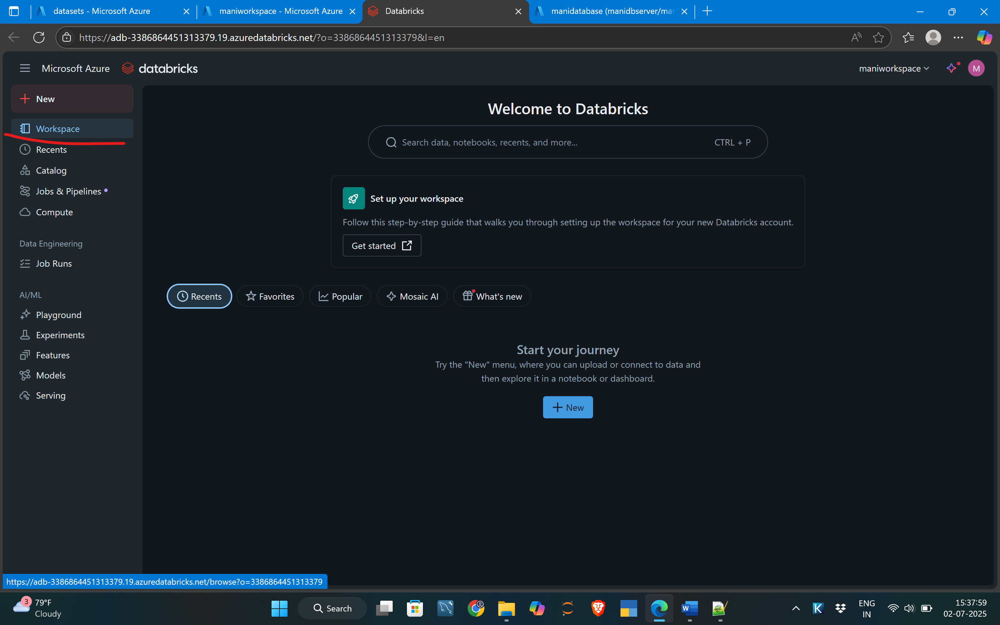 datasets - Microsoft Azure
maniworkspace - Microsoft Azure
Databricks
manidatabase (manidbserver/mar
https://adb-3386864451313379.19.azuredatabricks.net/?o=3386864451313379&l=en
Microsoft Azure databricks
maniworkspace
M
New
Workspace
Recents
Catalog
Jobs & Pipelines
Compute
Data Engineering
Job Runs
AI/ML
Playground
Experiments
Features
Models
Serving
Welcome to Databricks
Search data, notebooks, recents, and more... CTRL + P
Set up your workspace
Follow this step-by-step guide that walks you through setting up the workspace for your new Databricks account.
Get started
Recents Favorites Popular Mosaic AI What's new
Start your journey
Try the "New" menu, where you can upload or connect to data and
then explore it in a notebook or dashboard.
New
https://adb-3386864451313379.19.azuredatabricks.net/browse?o=3386864451313379
3
79°F
Cloudy
Search
W
K
ENG
IN
15:37:59
02-07-2025